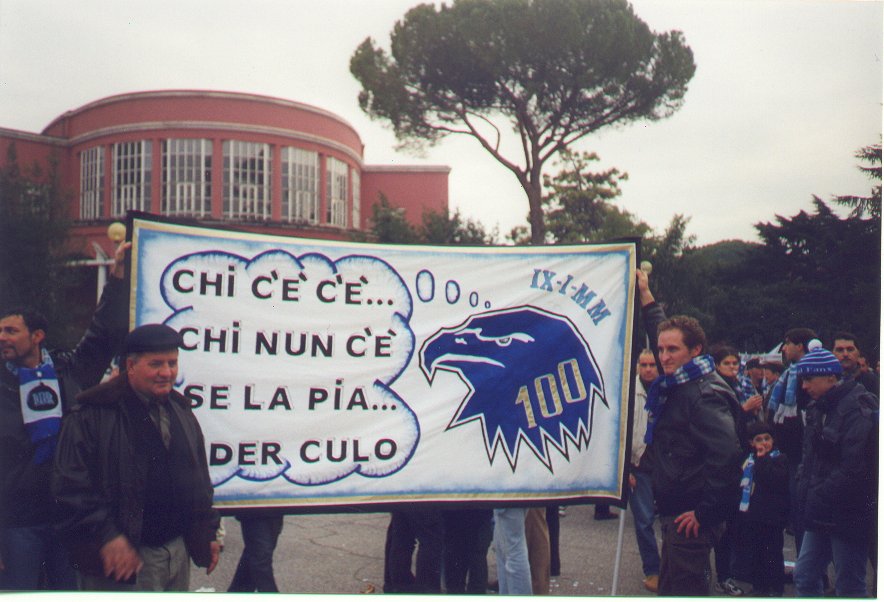 CHi C'È C'È...
CHi NUN C'È
SE LA PiA...
DER CULO
IX-I-MM
100